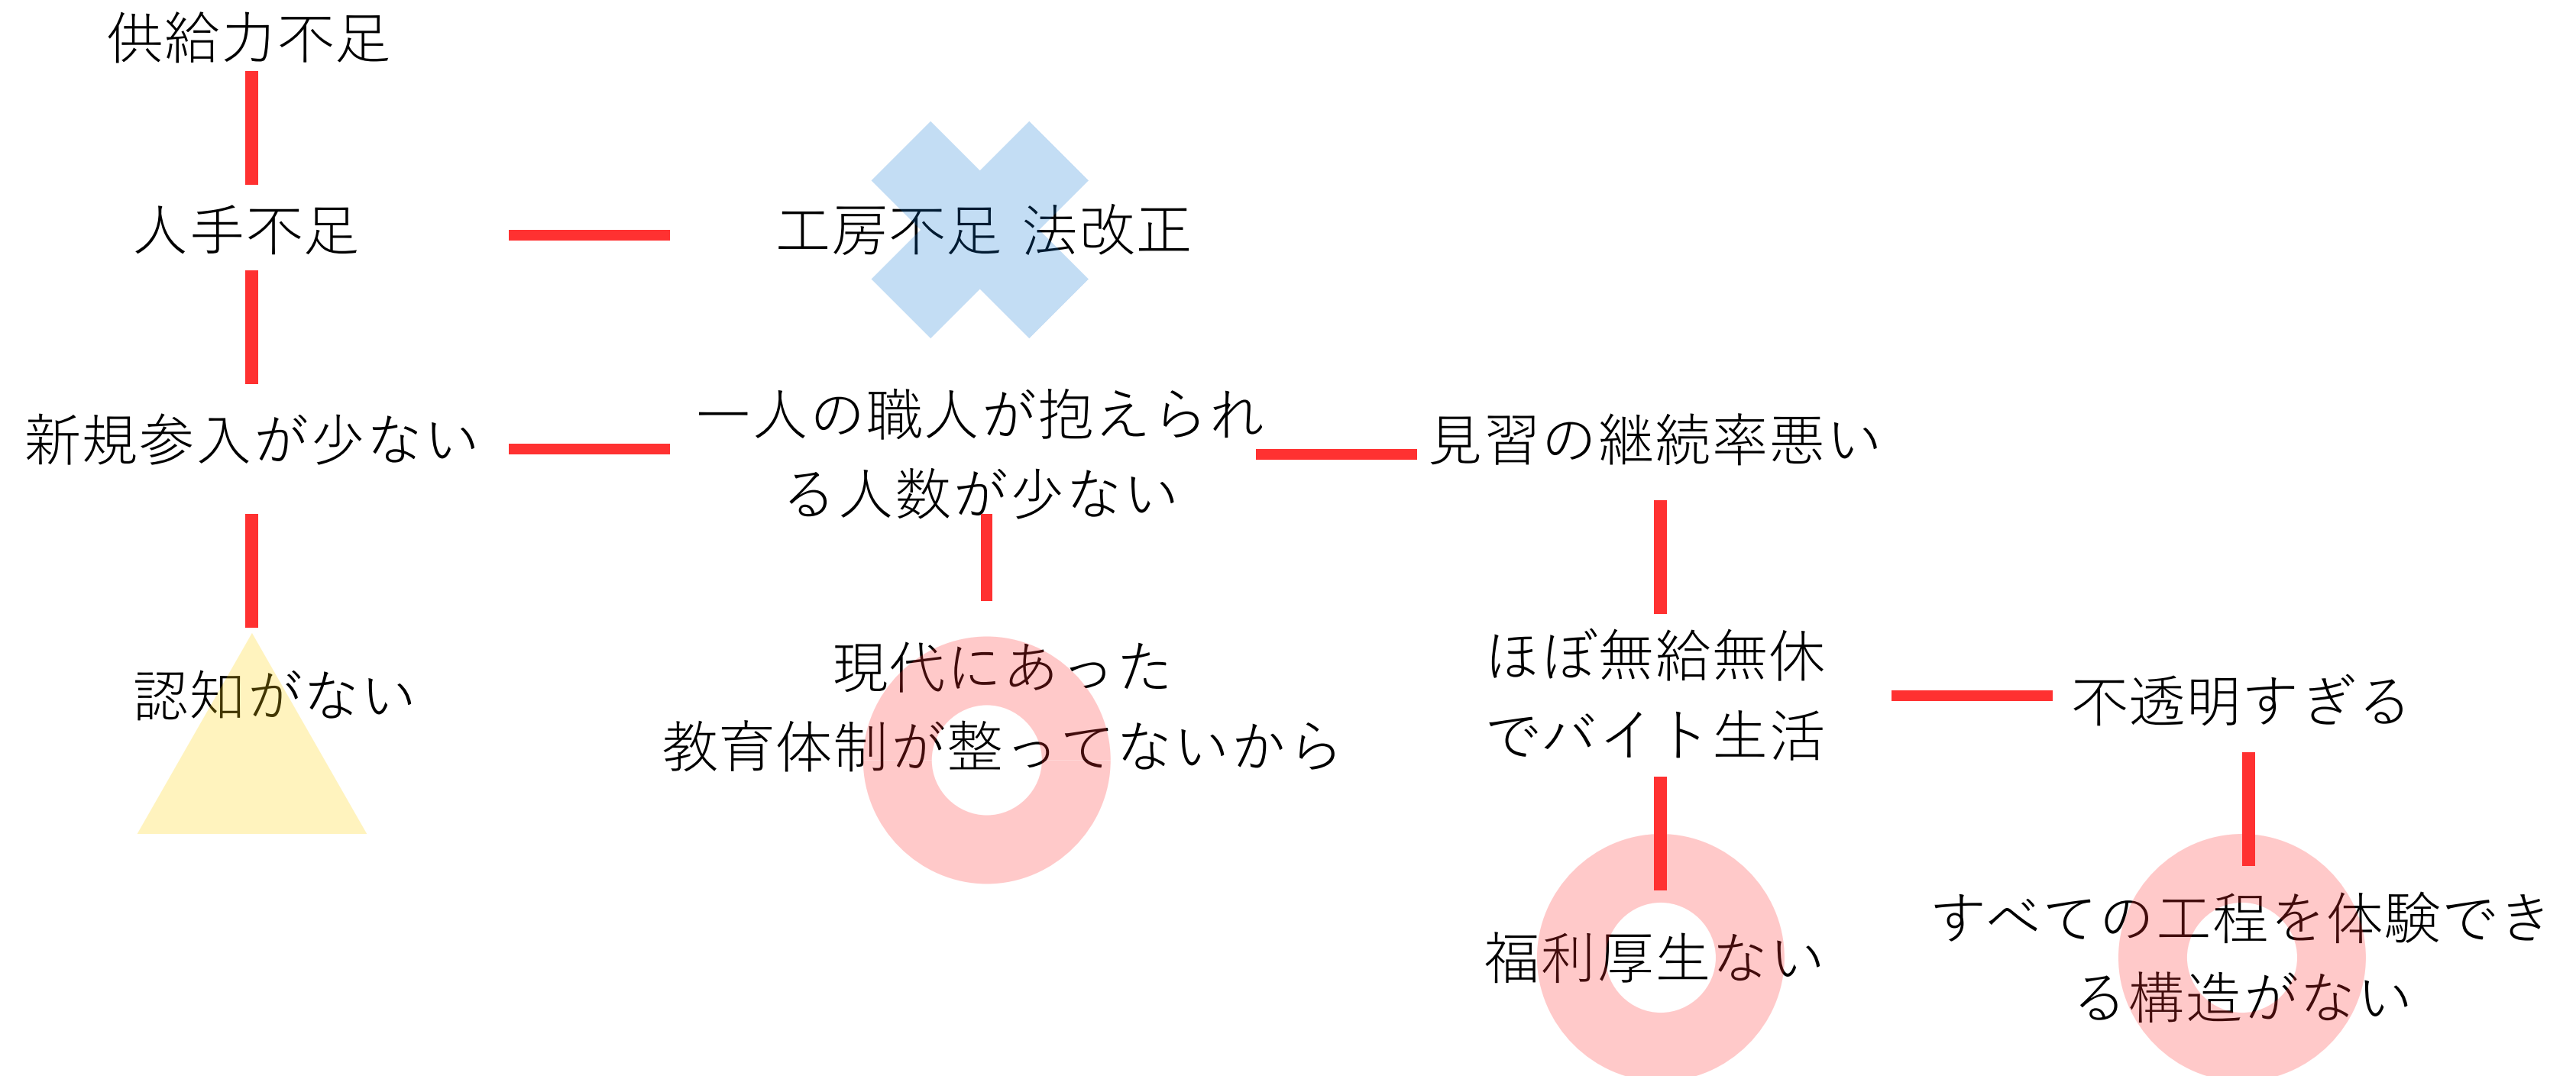 供給力不足
人手不足
工房不足 法改正
新規参入が少ない
一人の職人が抱えられ
る人数が少ない
見習の継続率悪い
認知がない
現代にあった
教育体制が整ってないから
ほぼ無給無休
でバイト生活
不透明すぎる
福利厚生ない
すべての工程を体験でき
る構造がない